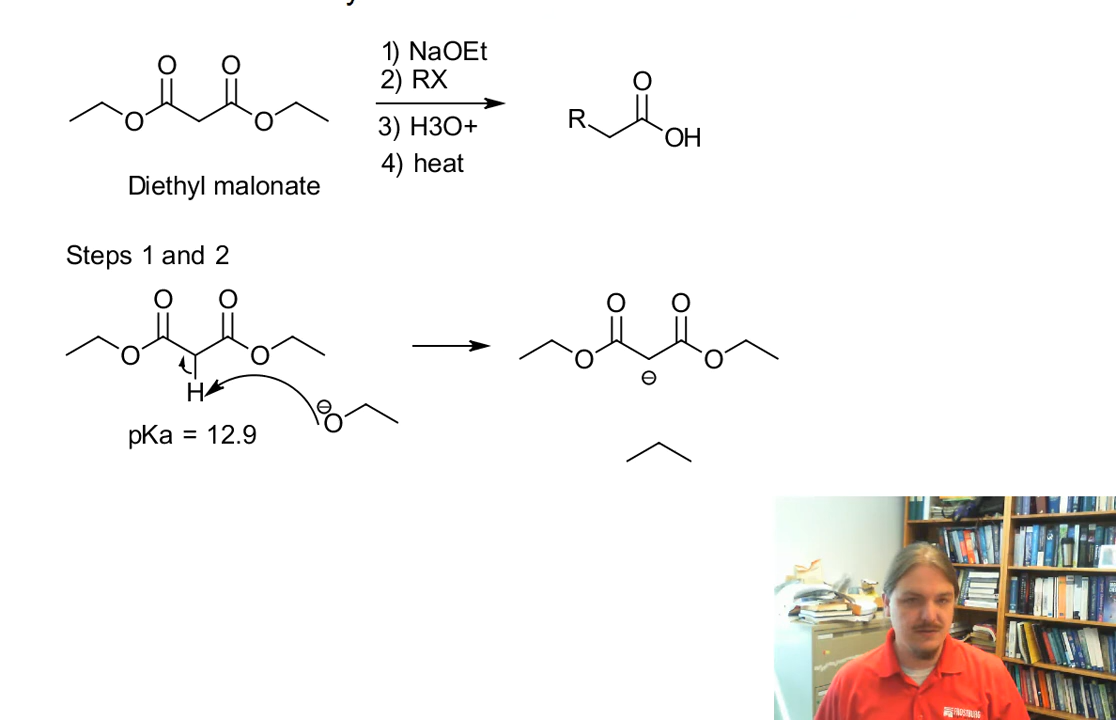 1) NaOEt
2) RX
3) H3O+
4) heat
O O
O O
O
R
OH
Diethyl malonate
Steps 1 and 2
O O
O O
H
⊖
O
pKa = 12.9
O O
O O
⊖